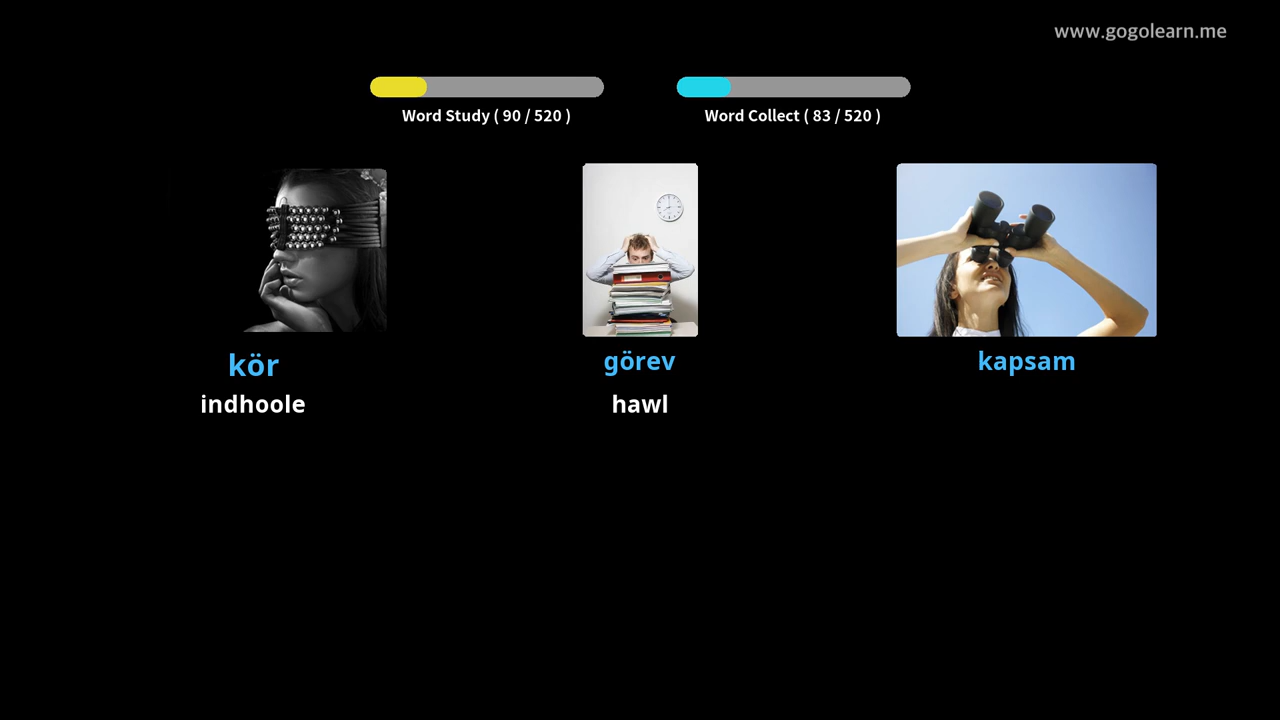 www.gogolearn.me
Word Study ( 90 / 520 )
Word Collect ( 83 / 520 )
kör
görev
kapsam
indhoole
hawl